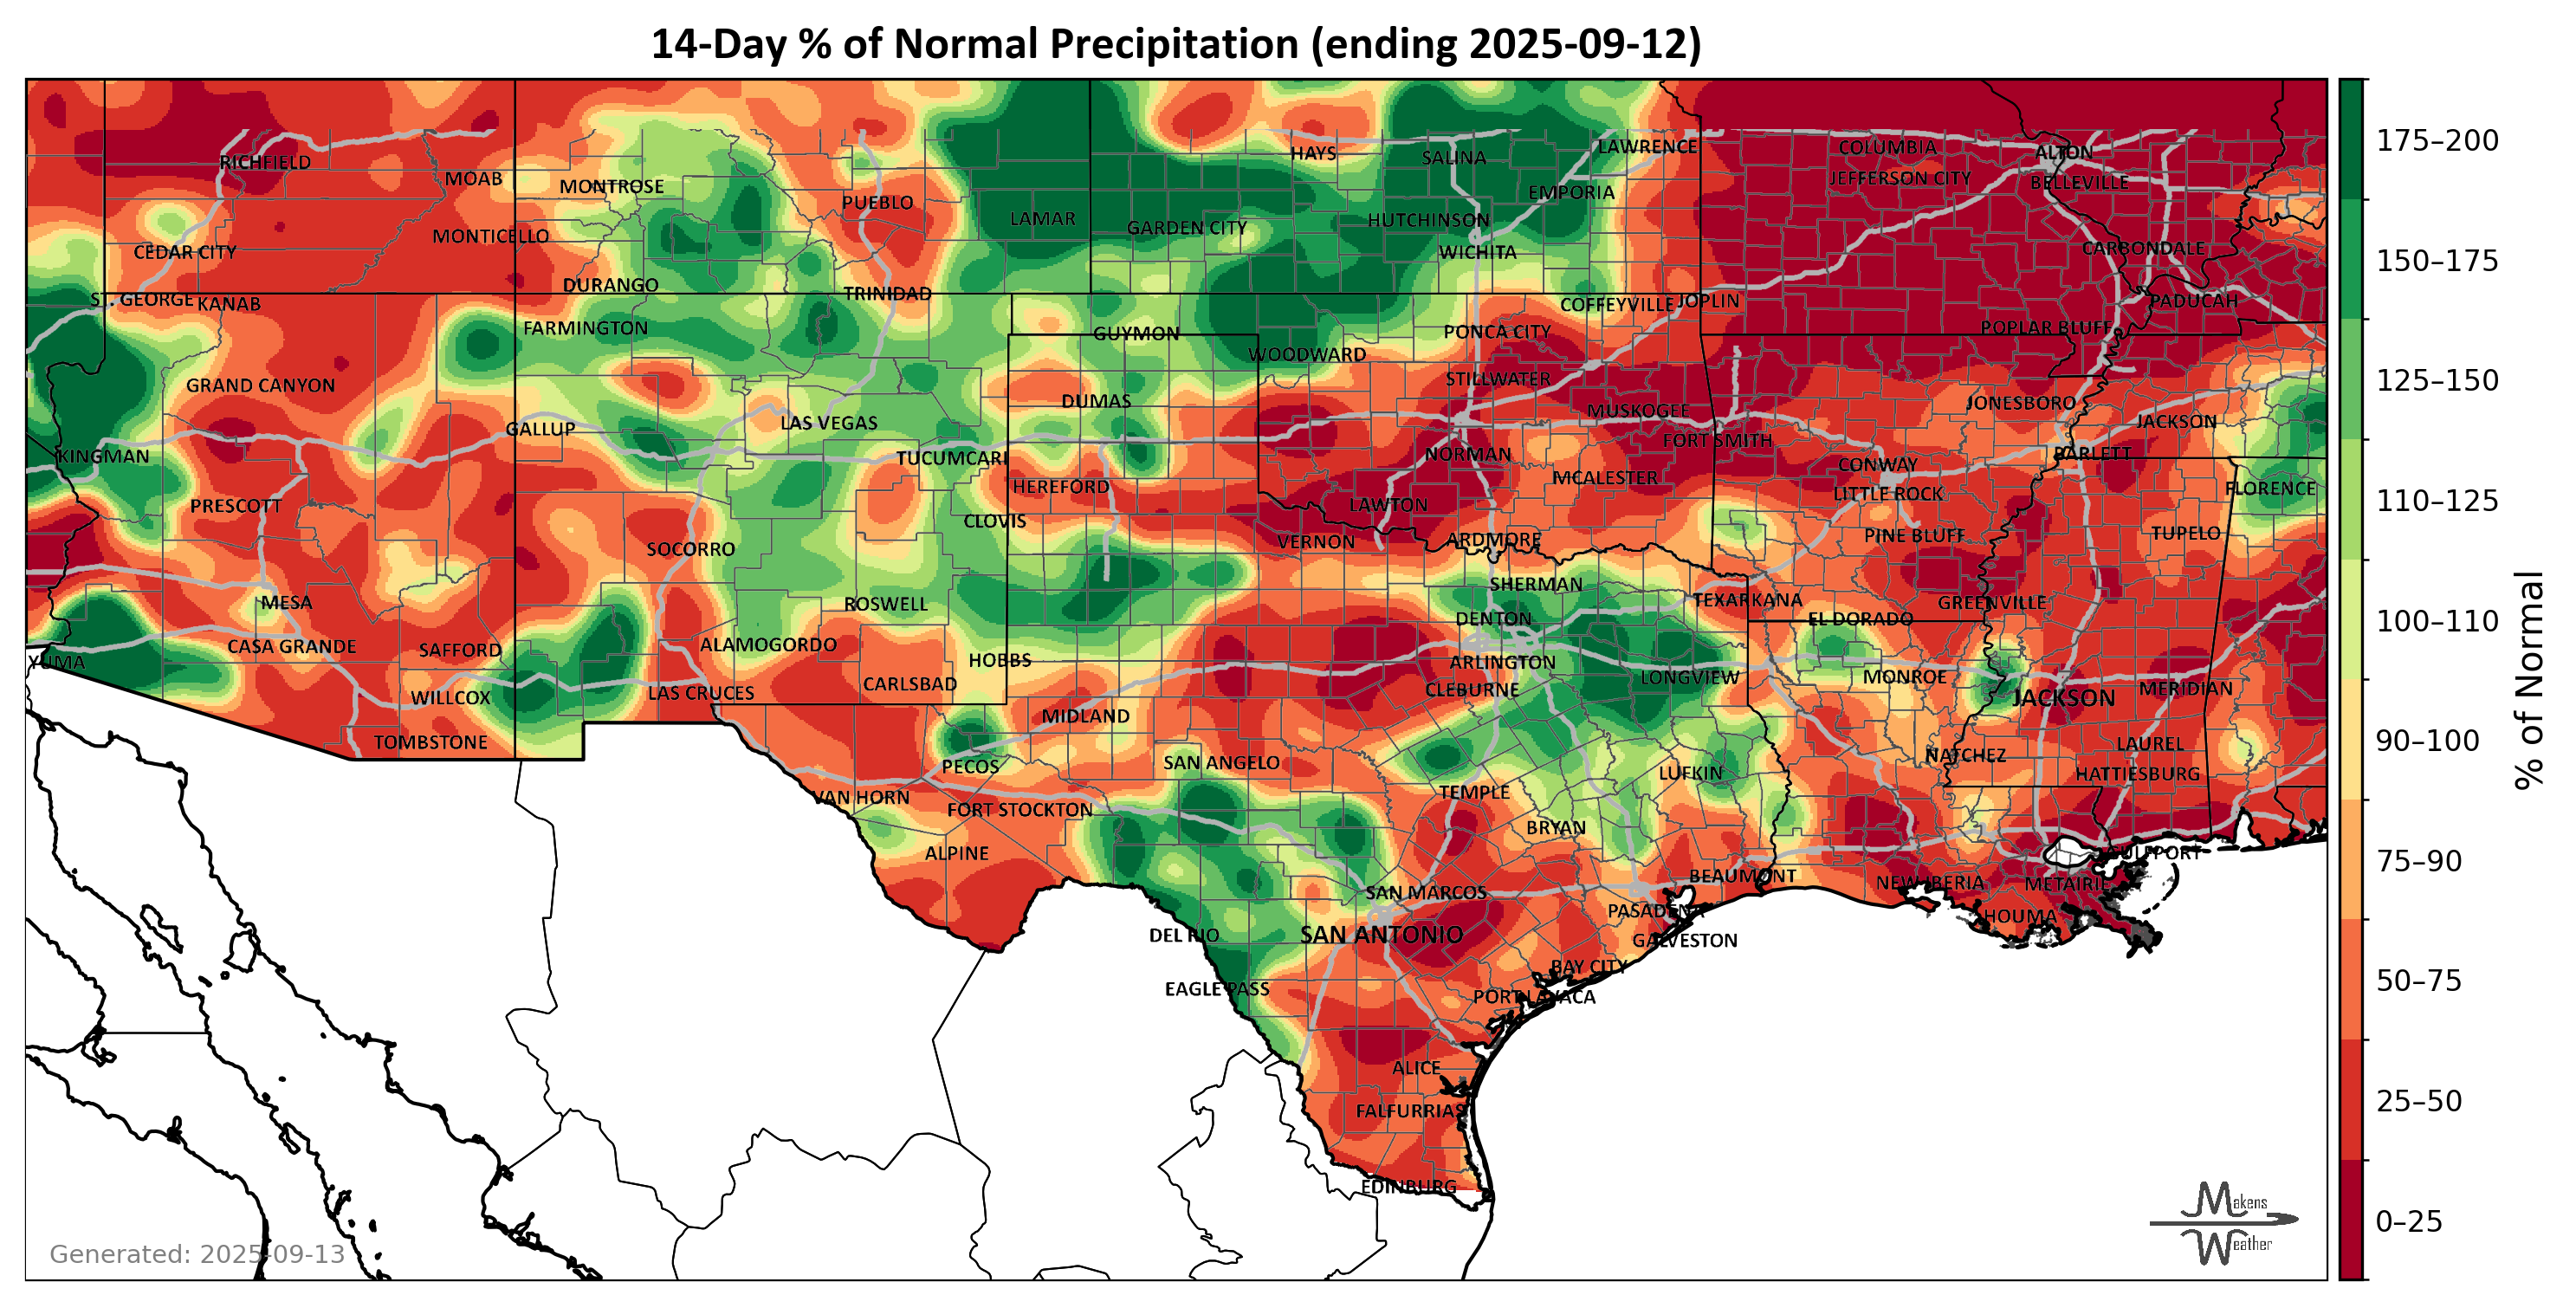 14-Day % of Normal Precipitation (ending 2025-09-12)
RICHFIELD
MOAB
MONTROSE
PUEBLO
LAMAR
HAYS
SALINA
LAWRENCE
EMPORIA
COLUMBIA
ALTON
JEFFERSON CITY
BELLEVILLE
GARDEN CITY
HUTCHINSON
WICHITA
CEDAR CITY
MONTICELLO
CARBONDALE
DURANGO
TRINIDAD
ST. GEORGE
KANAB
COFFEYVILLE
JOPLIN
PADUCAH
FARMINGTON
GUYMON
PONCA CITY
POPLAR BLUFF
WOODWARD
GRAND CANYON
STILLWATER
DUMAS
MUSKOGEE
JONESBORO
JACKSON
GALLUP
LAS VEGAS
FORT SMITH
KINGMAN
TUCUMCARI
NORMAN
CONWAY
BARLETT
HEREFORD
MCALESTER
LITTLE ROCK
FLORENCE
PRESCOTT
LAWTON
CLOVIS
VERNON
ARDMORE
PINE BLUFF
TUPELO
SOCORRO
SHERMAN
MESA
ROSWELL
DENTON
TEXARKANA
GREENVILLE
EL DORADO
CASA GRANDE
SAFFORD
ALAMOGORDO
YUMA
HOBBS
ARLINGTON
LONGVIEW
MONROE
WILLCOX
LAS CRUCES
CARLSBAD
CLEBURNE
JACKSON
MERIDIAN
MIDLAND
TOMBSTONE
PECOS
SAN ANGELO
LUFKIN
NATCHEZ
LAUREL
HATTIESBURG
VAN HORN
FORT STOCKTON
TEMPLE
BRYAN
ALPINE
GULFPORT
SAN MARCOS
BEAUMONT
NEW IBERIA
METAIRIE
PASADENA
HOUMA
DEL RIO
SAN ANTONIO
GALVESTON
EAGLE PASS
BAY CITY
PORT LAVACA
ALICE
FALFURRIAS
EDINBURG
175–200
150–175
125–150
110–125
100–110
90–100
75–90
50–75
25–50
0–25
% of Normal
Generated: 2025-09-13
Makens
Weather